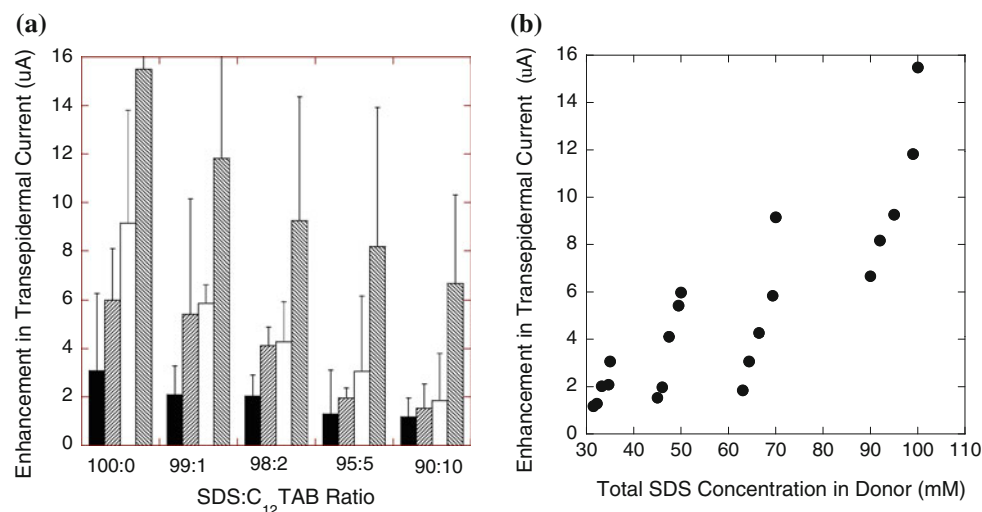 (a)
Enhancement in Transepidermal Current (uA)
16
14
12
10
8
6
4
2
0
100:0 99:1 98:2 95:5 90:10
SDS:C12TAB Ratio
(b)
Enhancement in Transepidermal Current (uA)
16
14
12
10
8
6
4
2
0
30 40 50 60 70 80 90 100 110
Total SDS Concentration in Donor (mM)